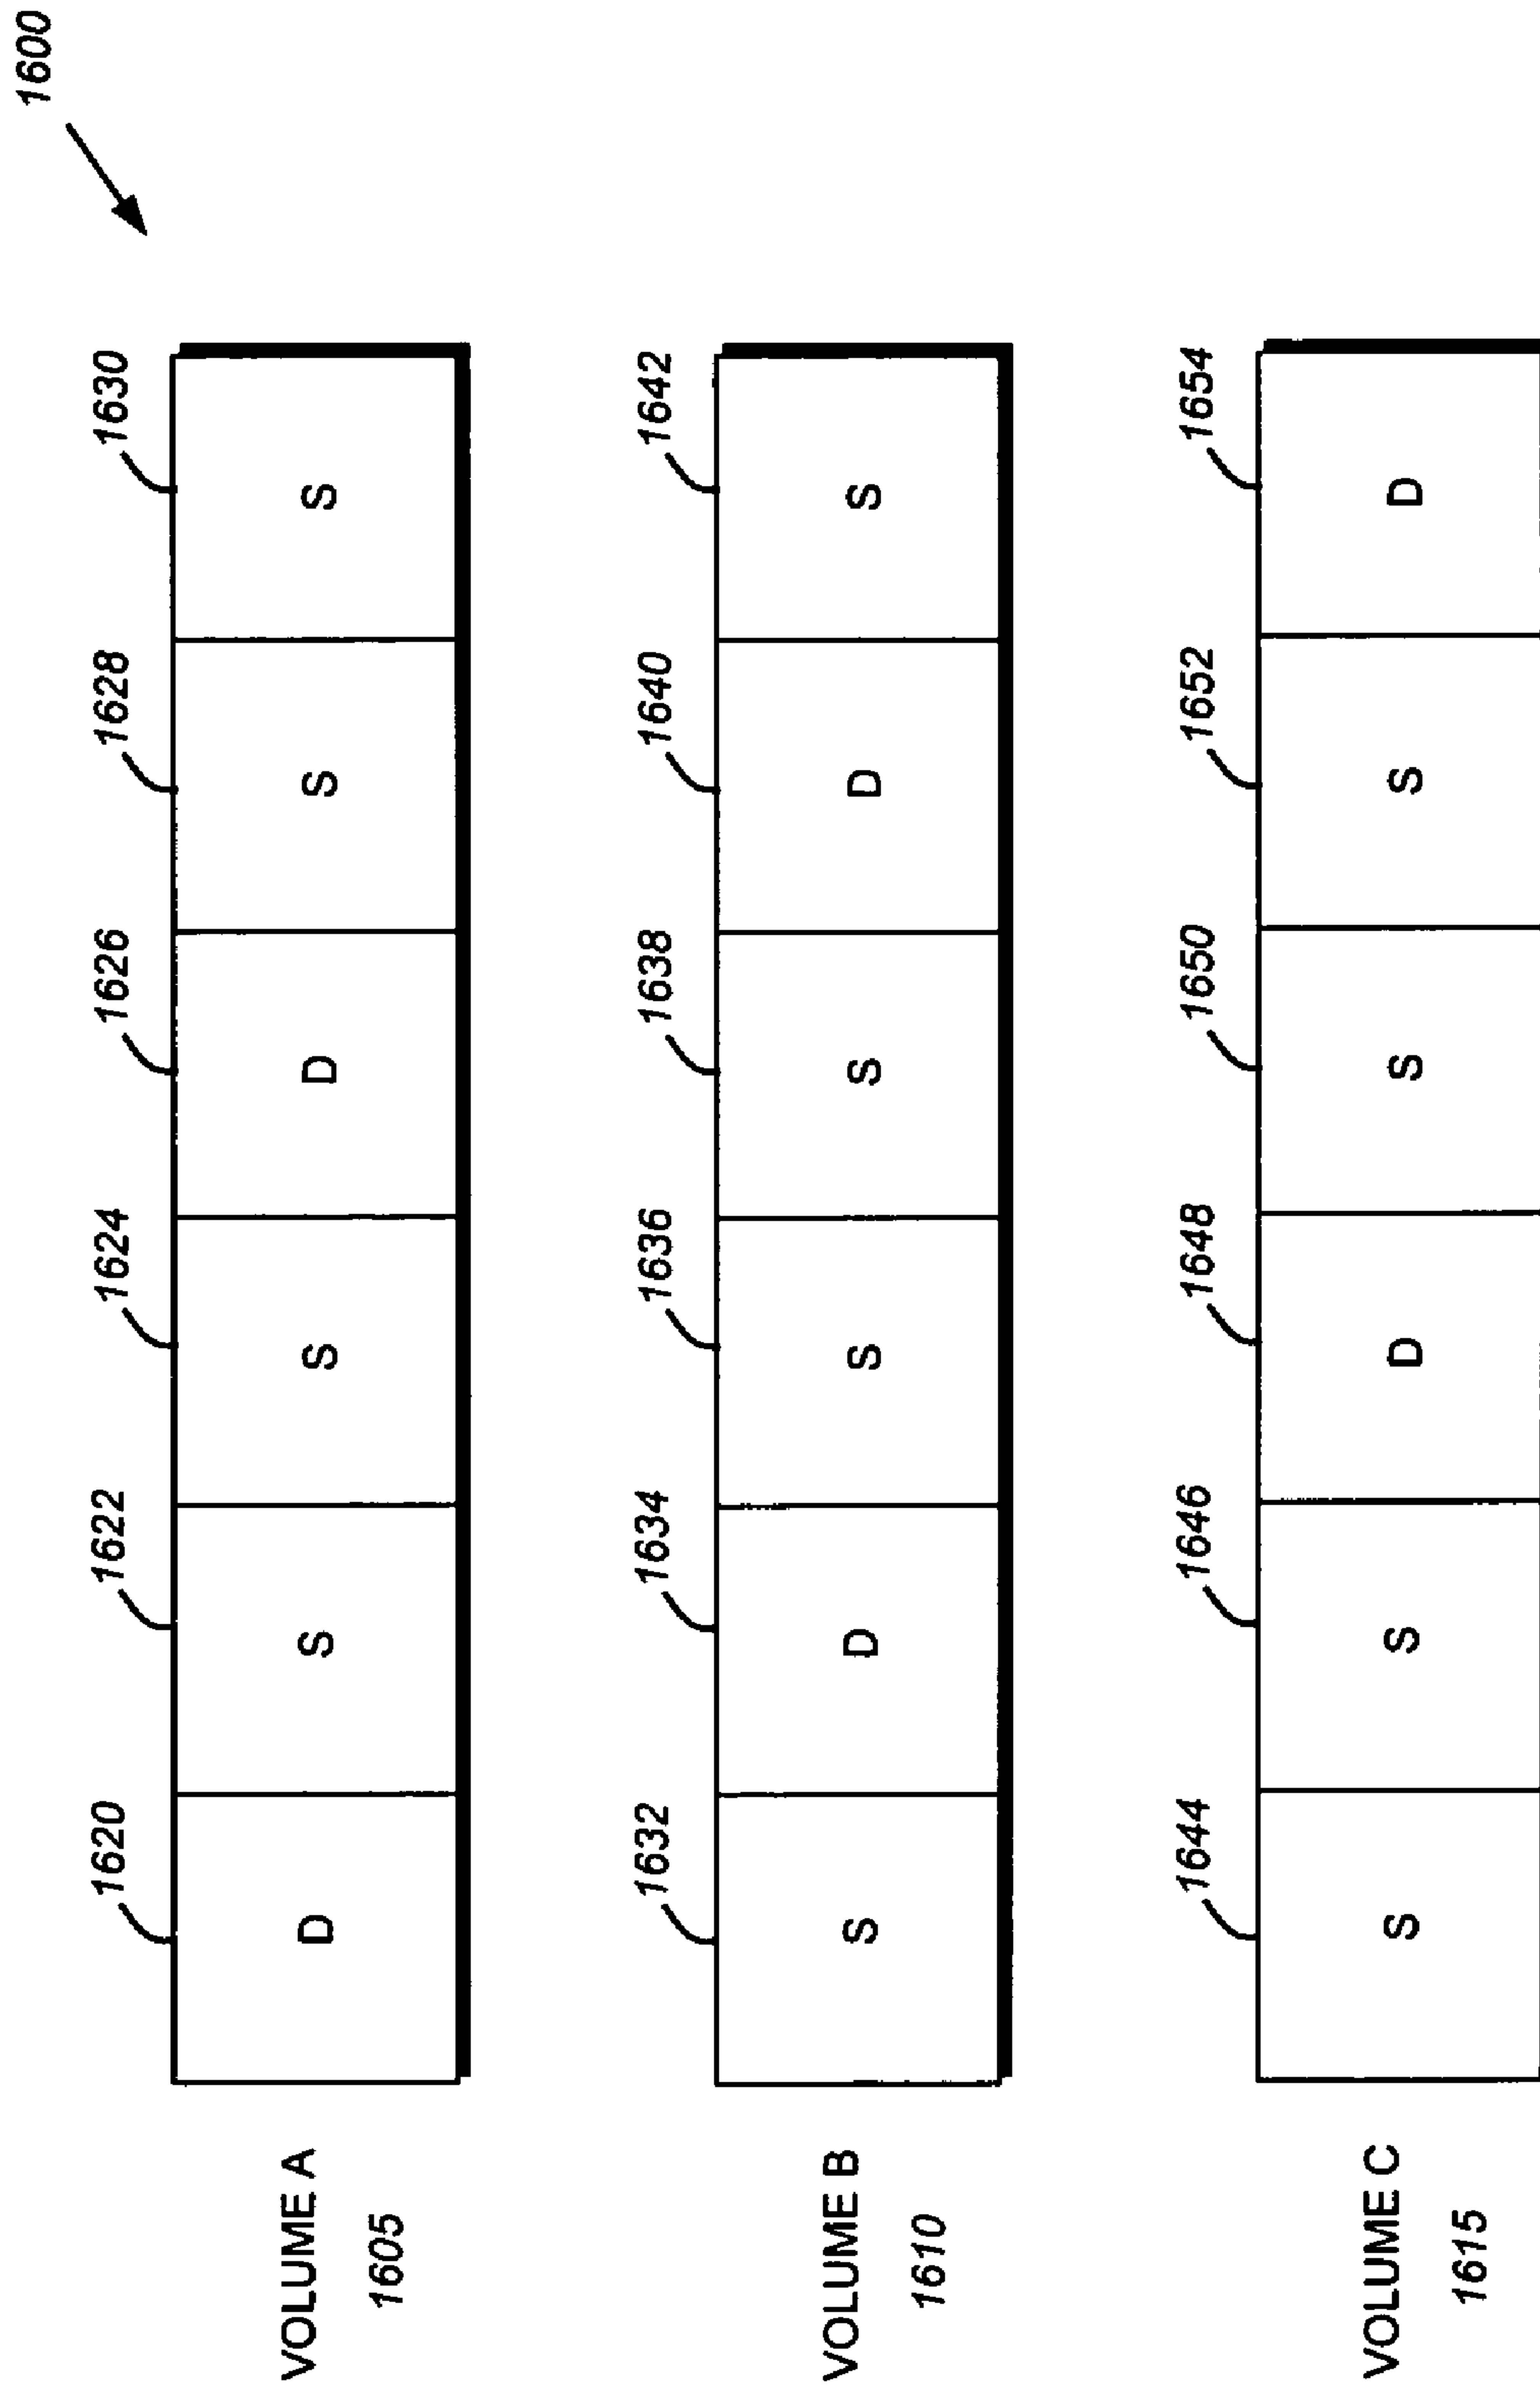 1600
1620 1622 1624 1626 1628 1630
VOLUME A D S S D S S
1605
1632 1634 1636 1638 1640 1642
VOLUME B S D S S D S
1610
1644 1646 1648 1650 1652 1654
VOLUME C S S D S S D
1615